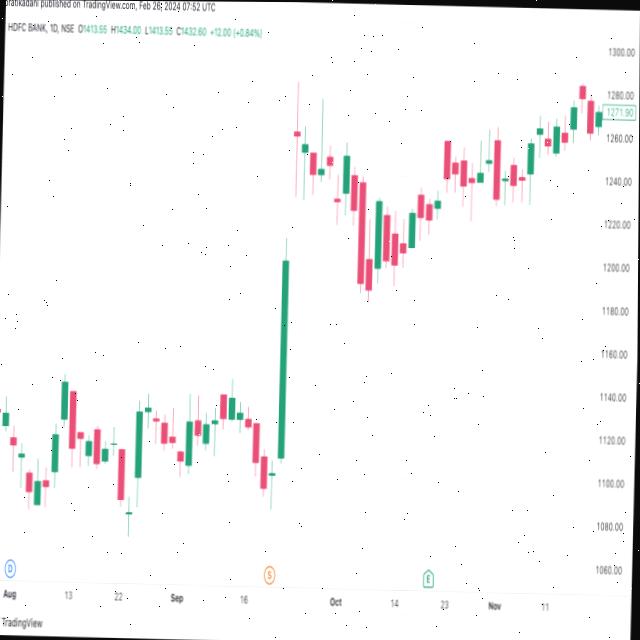 pratikadani published on TradingView.com, Feb 26, 2024 07:52 UTC
HDFC BANK, 1D, NSE O1413.55 H1434.00 L1413.55 C1432.60 +12.00 (+0.84%)
1300.00
1280.00
1271.90
1260.00
1240.00
1220.00
1200.00
1180.00
1160.00
1140.00
1120.00
1100.00
1080.00
1060.00
D
S
E
Aug 13 22 Sep 16 Oct 14 23 Nov 11
TradingView